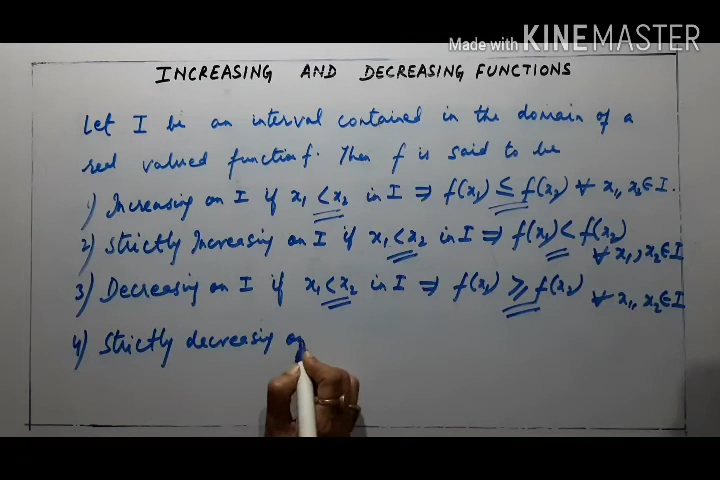 Made with KINEMASTER
INCREASING AND DECREASING FUNCTIONS
Let I be an interval contained in the domain of a
real valued function f. Then f is said to be
1) Increasing on I if x₁ < x₂ in I ⇒ f(x₁) ≤ f(x₂) ∀ x₁, x₂ ∈ I.
2) Strictly Increasing on I if x₁ < x₂ in I ⇒ f(x₁) < f(x₂)
∀ x₁, x₂ ∈ I
3) Decreasing on I if x₁ < x₂ in I ⇒ f(x₁) ≥ f(x₂) ∀ x₁, x₂ ∈ I
4) Strictly decreasing on